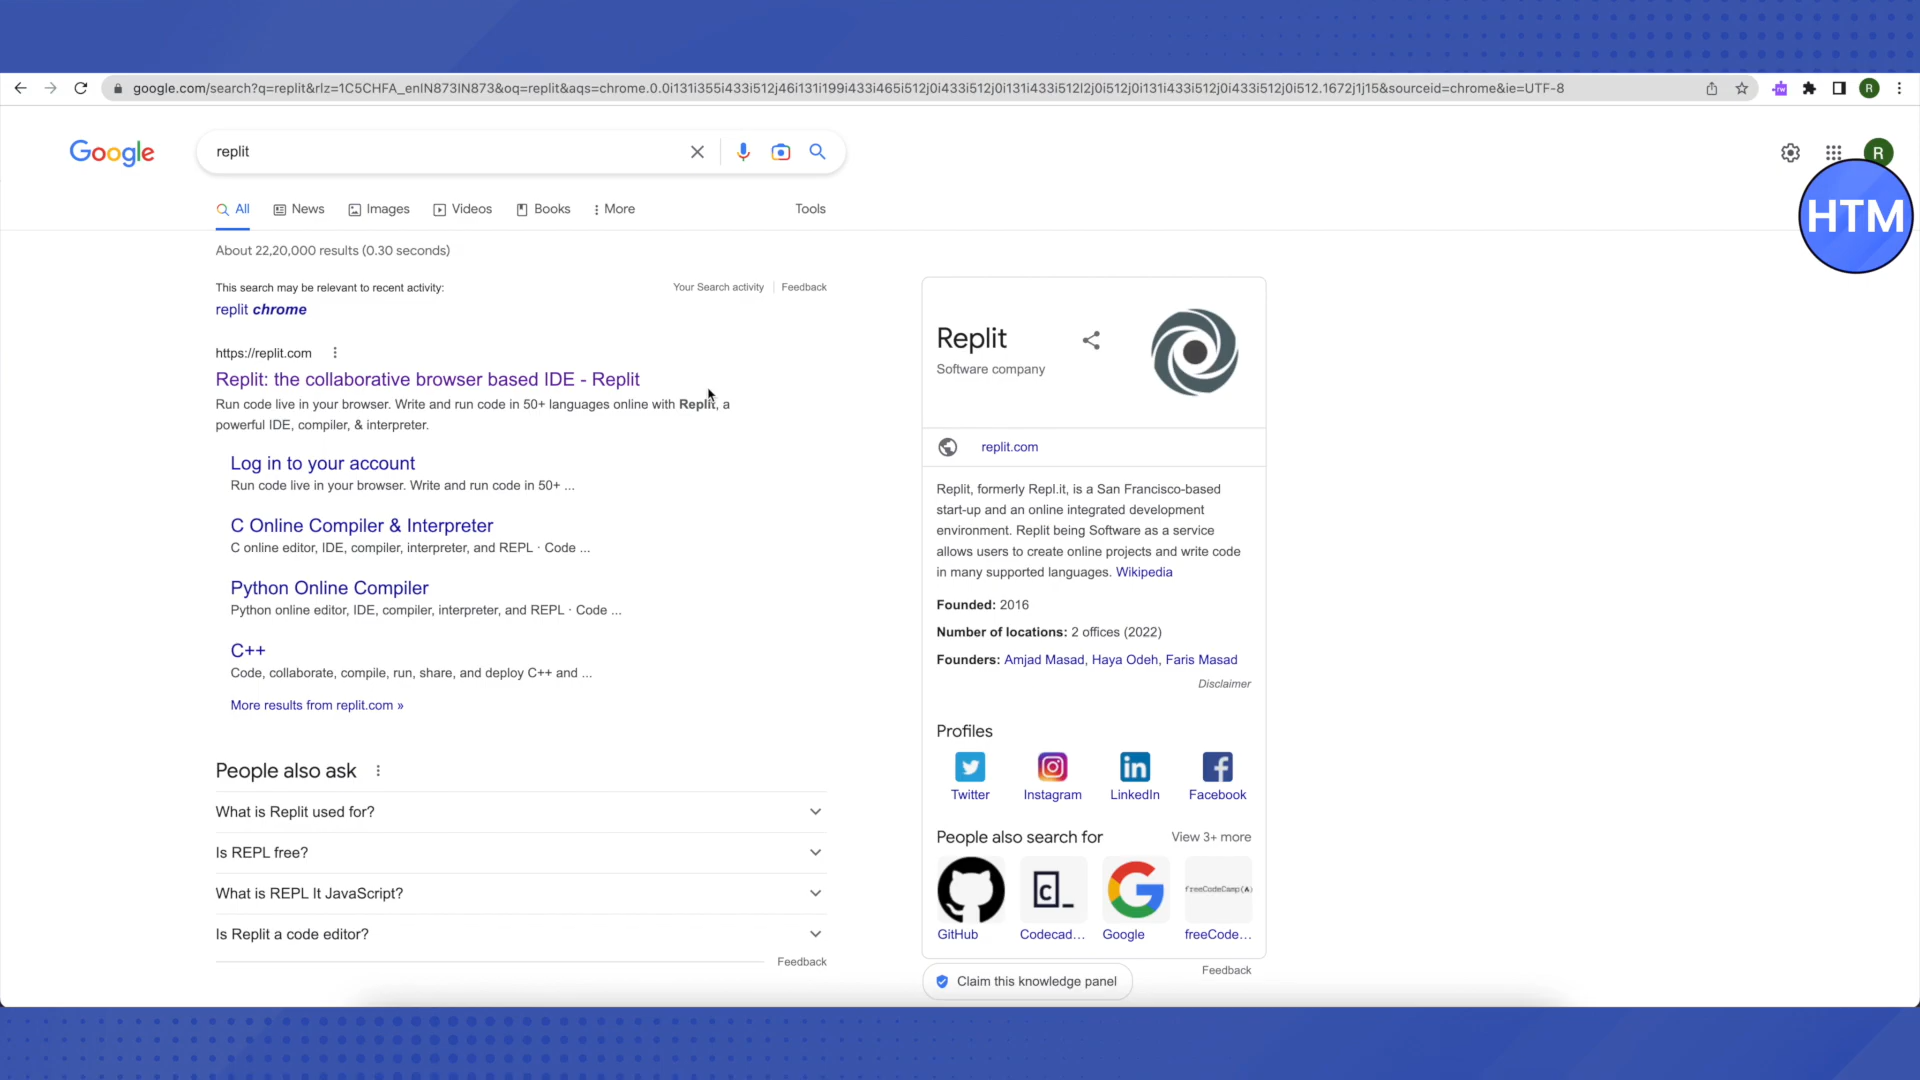 google.com/search?q=replit&rlz=1C5CHFA_enIN873IN873&oq=replit&aqs=chrome.0.0i131i355i433i512j46i131i199i433i465i512j0i433i512j0i131i433i512l2j0i512j0i131i433i512j0i433i512j0i512.1672j1j15&sourceid=chrome&ie=UTF-8
R
Google
replit
R
HTM
All
News
Images
Videos
Books
More
Tools
About 22,20,000 results (0.30 seconds)
This search may be relevant to recent activity:
Your Search activity
Feedback
replit chrome
https://replit.com
Replit: the collaborative browser based IDE - Replit
Run code live in your browser. Write and run code in 50+ languages online with Replit, a
powerful IDE, compiler, & interpreter.
Log in to your account
Run code live in your browser. Write and run code in 50+ ...
C Online Compiler & Interpreter
C online editor, IDE, compiler, interpreter, and REPL · Code ...
Python Online Compiler
Python online editor, IDE, compiler, interpreter, and REPL · Code ...
C++
Code, collaborate, compile, run, share, and deploy C++ and ...
More results from replit.com »
People also ask
What is Replit used for?
Is REPL free?
What is REPL It JavaScript?
Is Replit a code editor?
Feedback
Replit
Software company
replit.com
Replit, formerly Repl.it, is a San Francisco-based
start-up and an online integrated development
environment. Replit being Software as a service
allows users to create online projects and write code
in many supported languages. Wikipedia
Founded: 2016
Number of locations: 2 offices (2022)
Founders: Amjad Masad, Haya Odeh, Faris Masad
Disclaimer
Profiles
Twitter
Instagram
LinkedIn
Facebook
People also search for
View 3+ more
freeCodeCamp(A)
GitHub
Codecad...
Google
freeCode...
Feedback
Claim this knowledge panel